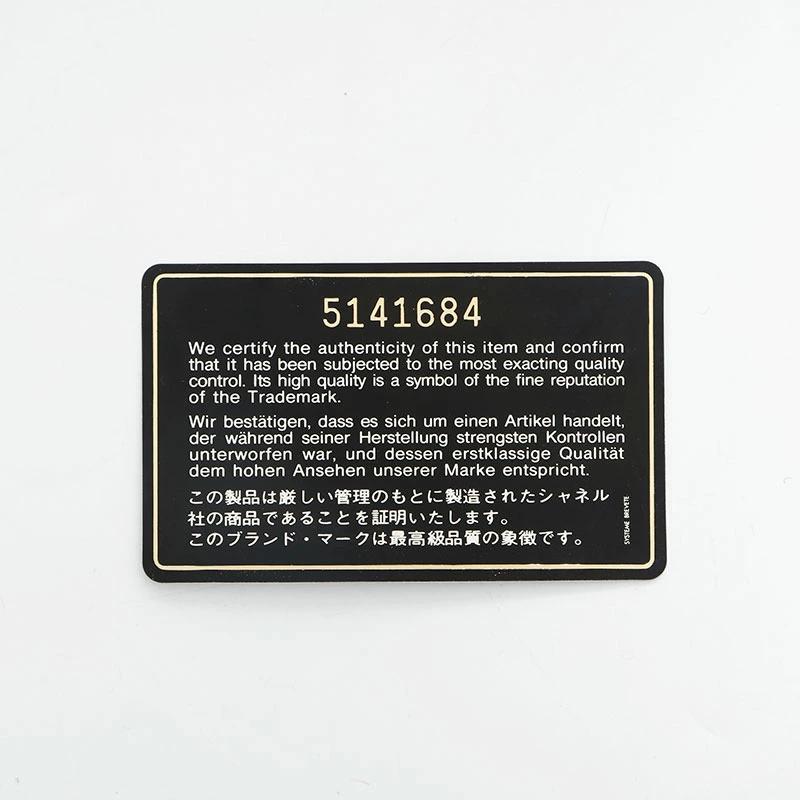 5141684
We certify the authenticity of this item and confirm
that it has been subjected to the most exacting quality
control. Its high quality is a symbol of the fine reputation
of the Trademark.
Wir bestätigen, dass es sich um einen Artikel handelt,
der während seiner Herstellung strengsten Kontrollen
unterworfen war, und dessen erstklassige Qualität
dem hohen Ansehen unserer Marke entspricht.
この製品は厳しい管理のもとに製造されたシャネル
社の商品であることを証明いたします。
このブランド・マークは最高級品質の象徴です。
SYSTEME BREVETE